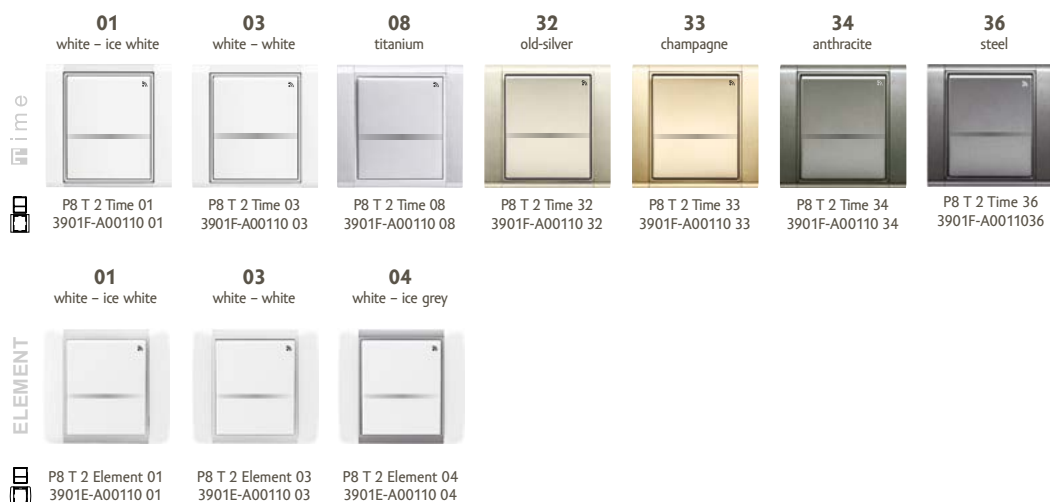 01
white – ice white
03
white – white
08
titanium
32
old-silver
33
champagne
34
anthracite
36
steel
Time
P8 T 2 Time 01
3901F-A00110 01
P8 T 2 Time 03
3901F-A00110 03
P8 T 2 Time 08
3901F-A00110 08
P8 T 2 Time 32
3901F-A00110 32
P8 T 2 Time 33
3901F-A00110 33
P8 T 2 Time 34
3901F-A00110 34
P8 T 2 Time 36
3901F-A0011036
01
white – ice white
03
white – white
04
white – ice grey
ELEMENT
P8 T 2 Element 01
3901E-A00110 01
P8 T 2 Element 03
3901E-A00110 03
P8 T 2 Element 04
3901E-A00110 04